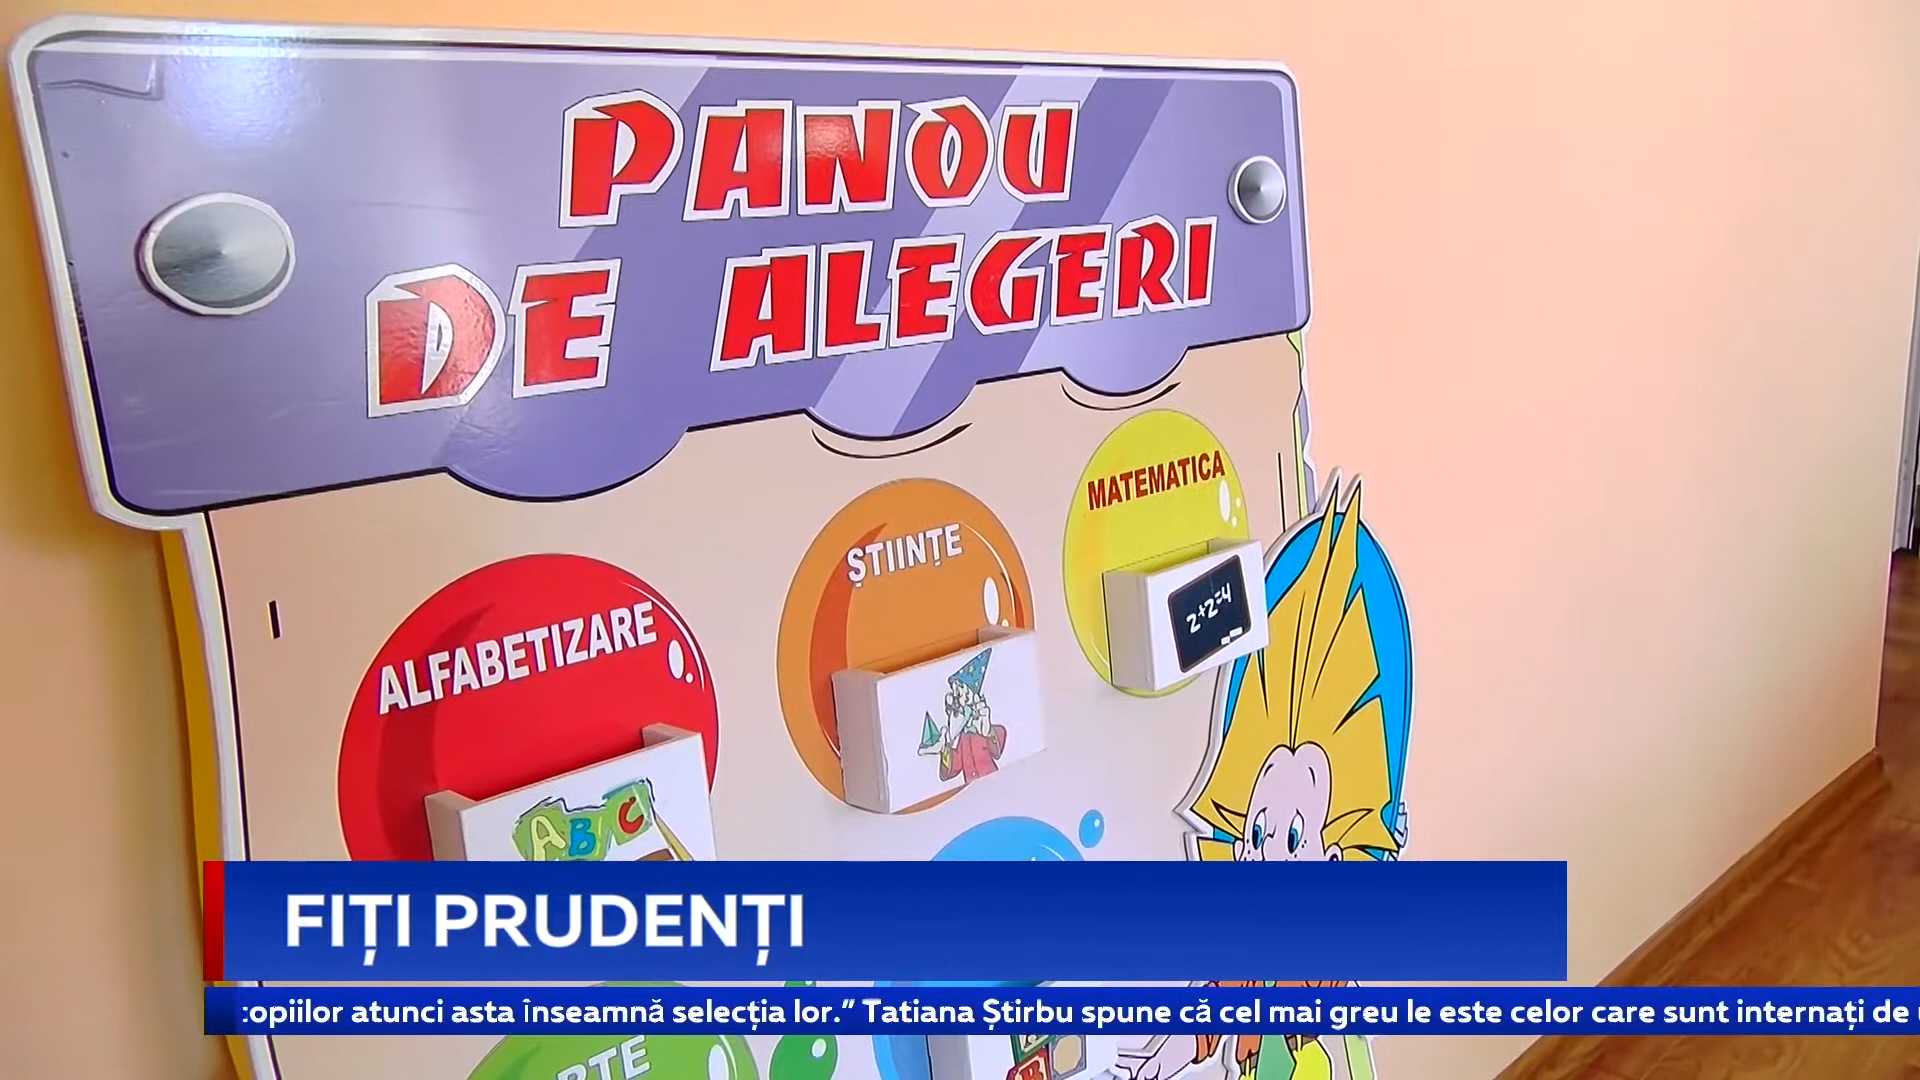 PANOU
DE ALEGERI
MATEMATICA
ȘTIINȚE
2+2=4
ALFABETIZARE
ABC
FIȚI PRUDENȚI
copiilor atunci asta înseamnă selecția lor.” Tatiana Știrbu spune că cel mai greu le este celor care sunt internați de